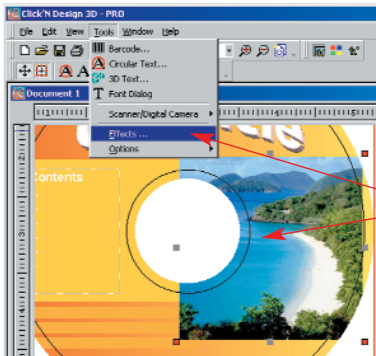 Click'N Design 3D - PRO
File Edit View Tools Window Help
Barcode...
Circular Text...
3D Text...
Font Dialog
Scanner/Digital Camera
Effects ...
Options
Document 1
Contents